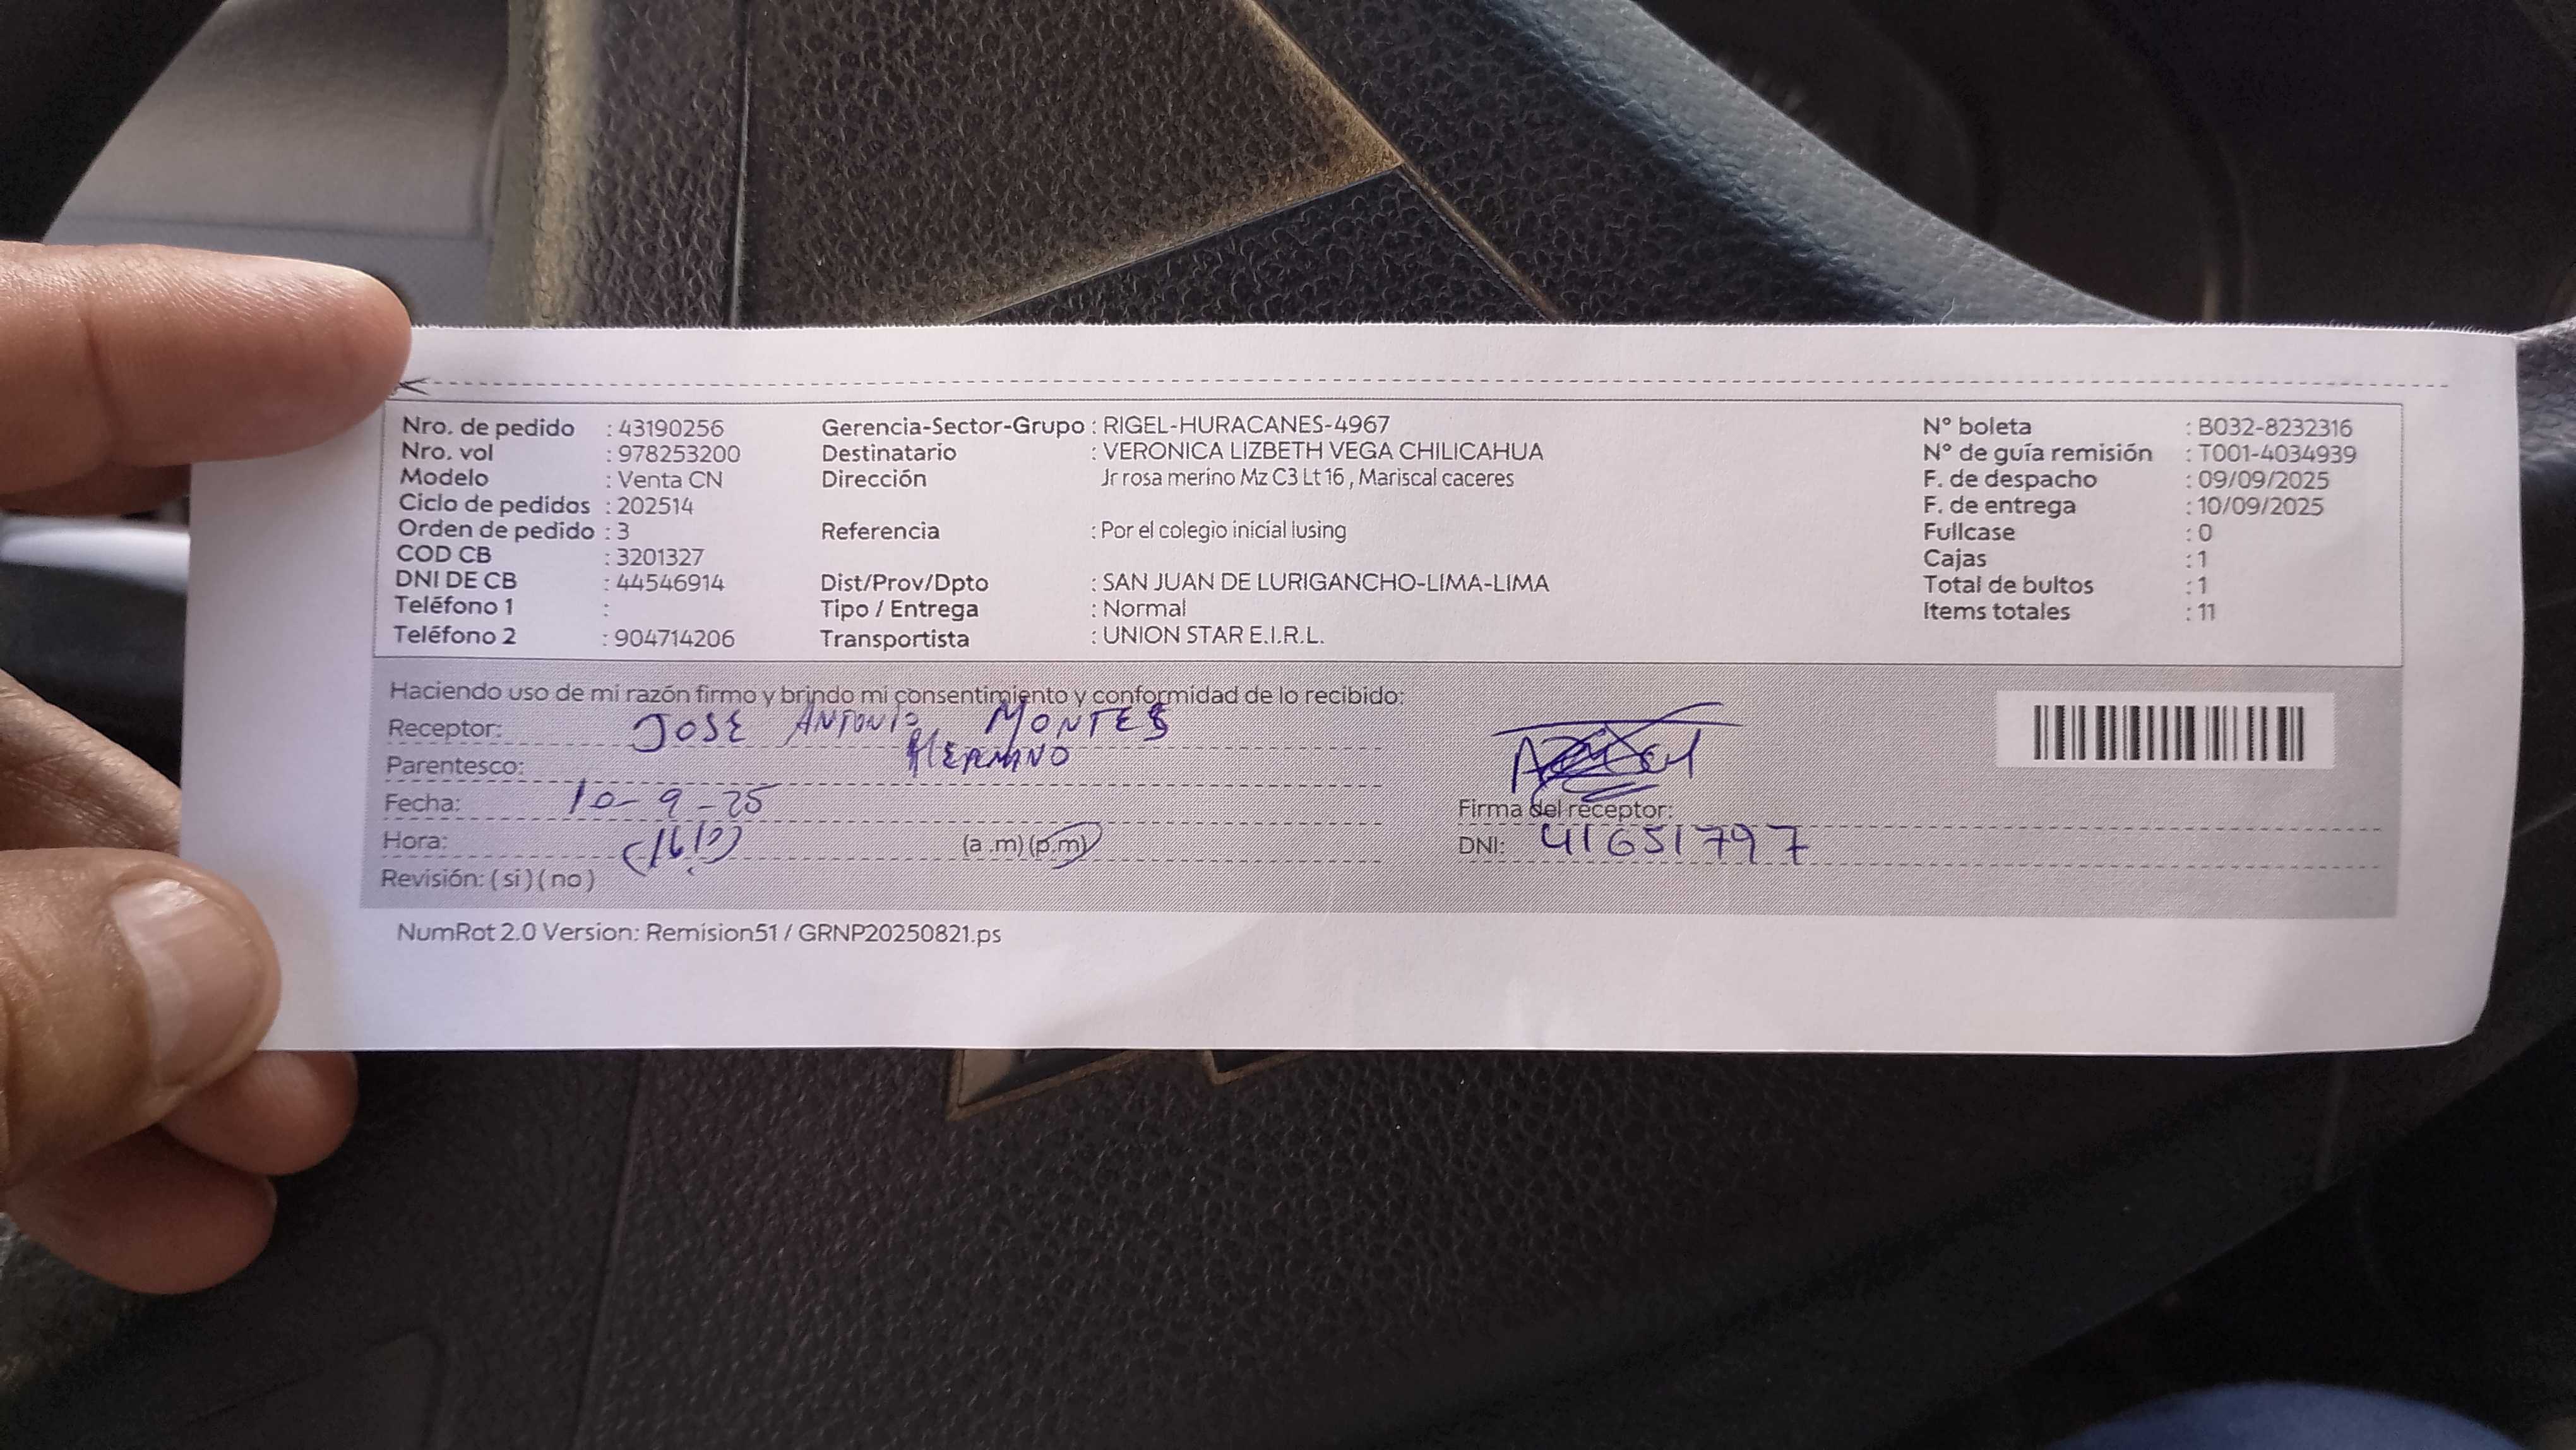 Nro. de pedido : 43190256
Nro. vol : 978253200
Modelo : Venta CN
Ciclo de pedidos : 202514
Orden de pedido : 3
COD CB : 3201327
DNI DE CB : 44546914
Teléfono 1 :
Teléfono 2 : 904714206
Gerencia-Sector-Grupo : RIGEL-HURACANES-4967
Destinatario : VERONICA LIZBETH VEGA CHILICAHUA
Dirección Jr rosa merino Mz C3 Lt 16 , Mariscal caceres
Referencia : Por el colegio inicial lusing
Dist/Prov/Dpto : SAN JUAN DE LURIGANCHO-LIMA-LIMA
Tipo / Entrega : Normal
Transportista : UNION STAR E.I.R.L.
N° boleta : B032-8232316
N° de guía remisión : T001-4034939
F. de despacho : 09/09/2025
F. de entrega : 10/09/2025
Fullcase : 0
Cajas : 1
Total de bultos : 1
Items totales : 11
Haciendo uso de mi razón firmo y brindo mi consentimiento y conformidad de lo recibido:
Receptor: JOSE ANTONIO MONTES
Parentesco: HERMANO
Fecha: 10-9-25
Hora: (a .m) (p.m)
Revisión: ( si ) ( no )
Firma del receptor:
DNI: 41651797
NumRot 2.0 Version: Remision51 / GRNP20250821.ps